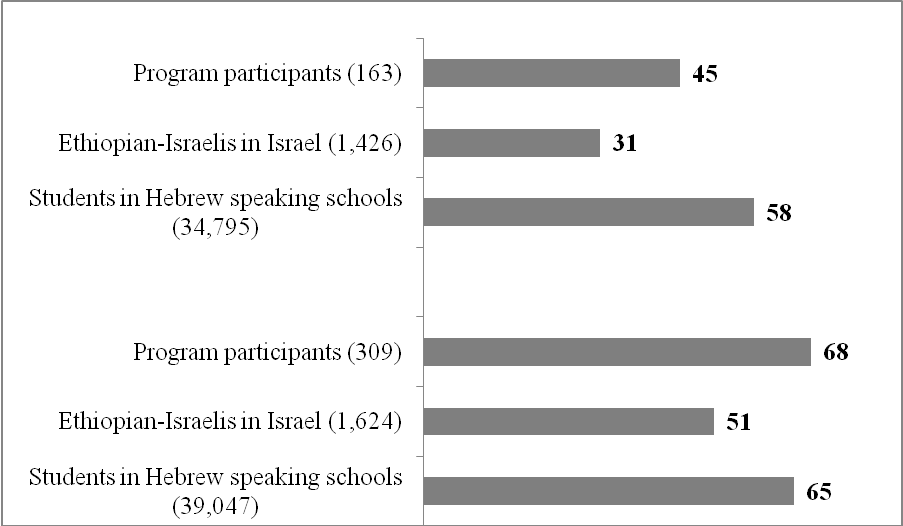 Program participants (163) 45
Ethiopian-Israelis in Israel (1,426) 31
Students in Hebrew speaking schools
(34,795) 58
Program participants (309) 68
Ethiopian-Israelis in Israel (1,624) 51
Students in Hebrew speaking schools
(39,047) 65